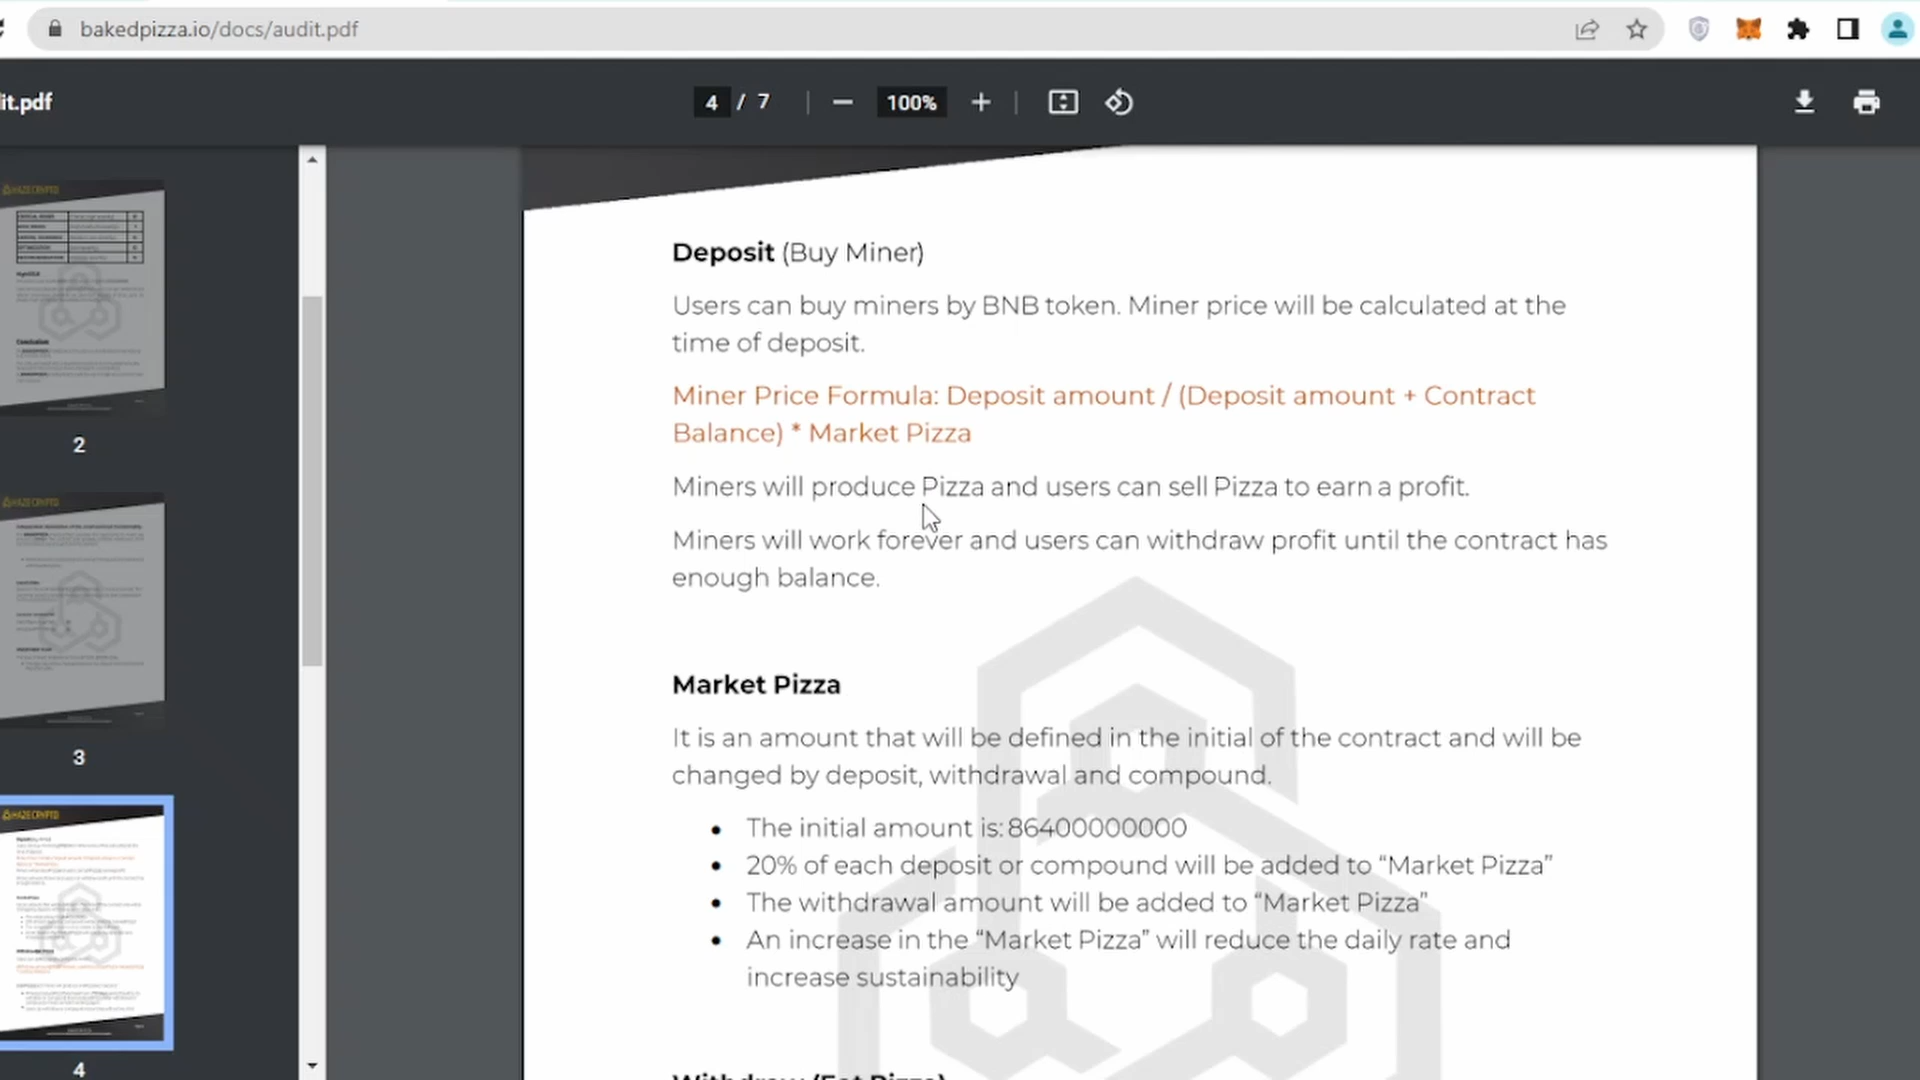 bakedpizza.io/docs/audit.pdf
it.pdf
4 / 7
100%
Deposit (Buy Miner)
Users can buy miners by BNB token. Miner price will be calculated at the
time of deposit.
Miner Price Formula: Deposit amount / (Deposit amount + Contract
Balance) * Market Pizza
Miners will produce Pizza and users can sell Pizza to earn a profit.
Miners will work forever and users can withdraw profit until the contract has
enough balance.
Market Pizza
It is an amount that will be defined in the initial of the contract and will be
changed by deposit, withdrawal and compound.
• The initial amount is: 86400000000
• 20% of each deposit or compound will be added to “Market Pizza”
• The withdrawal amount will be added to “Market Pizza”
• An increase in the “Market Pizza” will reduce the daily rate and
increase sustainability
Withdraw (Eat Pizza)
HAZECRYPTO
2
HAZECRYPTO
3
HAZECRYPTO
4